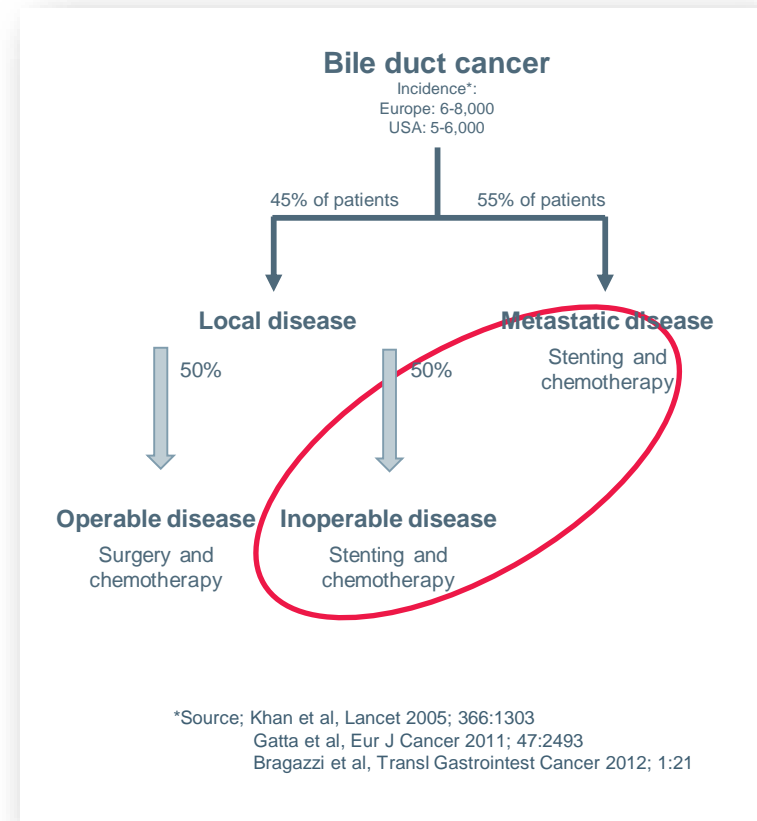 Bile duct cancer
Incidence*:
Europe: 6-8,000
USA: 5-6,000
45% of patients
55% of patients
Local disease
Metastatic disease
Stenting and
chemotherapy
50%
50%
Operable disease
Surgery and
chemotherapy
Inoperable disease
Stenting and
chemotherapy
*Source; Khan et al, Lancet 2005; 366:1303
Gatta et al, Eur J Cancer 2011; 47:2493
Bragazzi et al, Transl Gastrointest Cancer 2012; 1:21